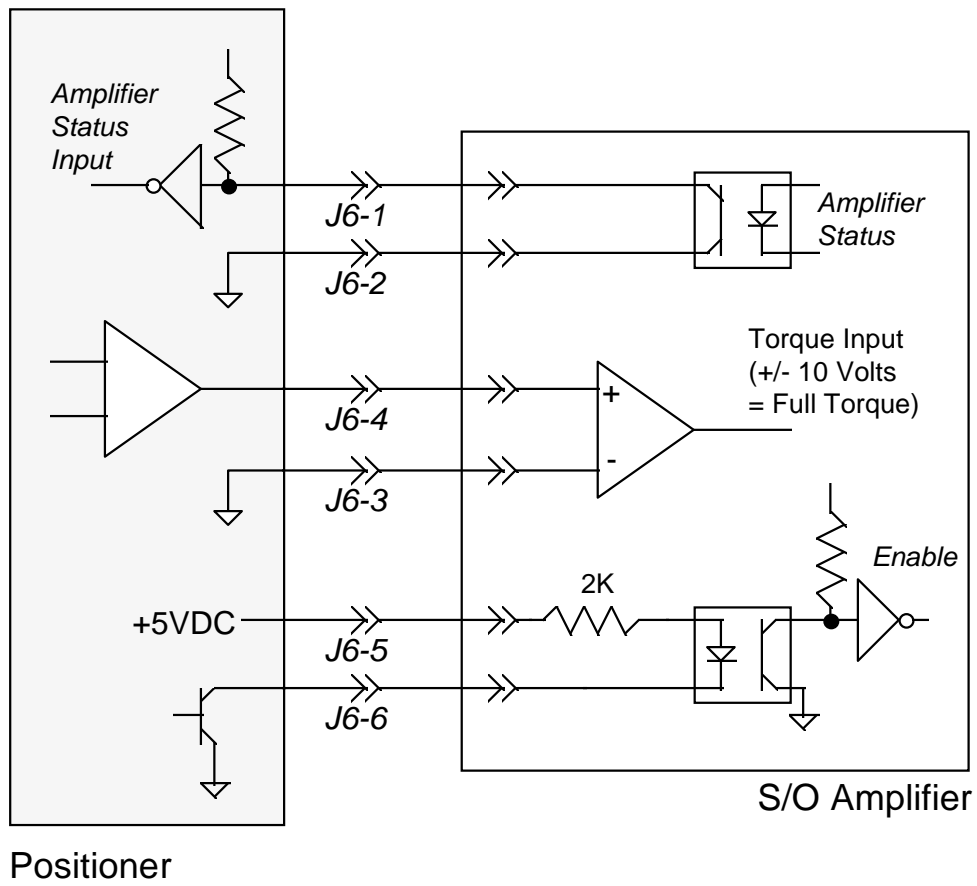 Amplifier
Status
Input
J6-1
J6-2
Amplifier
Status
J6-4
J6-3
+
-
Torque Input
(+/- 10 Volts
= Full Torque)
+5VDC
J6-5
J6-6
2K
Enable
S/O Amplifier
Positioner